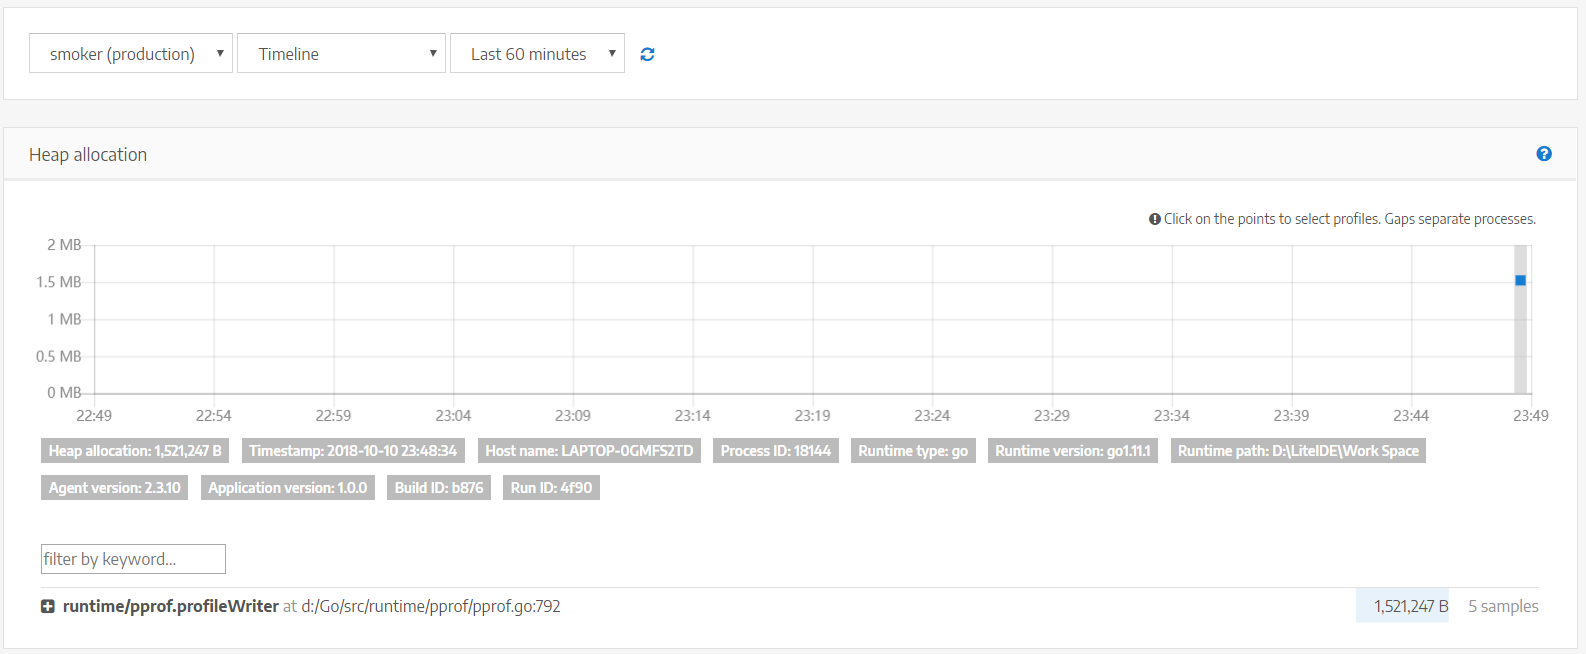 smoker (production) Timeline Last 60 minutes
Heap allocation
Click on the points to select profiles. Gaps separate processes.
2 MB
1.5 MB
1 MB
0.5 MB
0 MB
22:49 22:54 22:59 23:04 23:09 23:14 23:19 23:24 23:29 23:34 23:39 23:44 23:49
Heap allocation: 1,521,247 B Timestamp: 2018-10-10 23:48:34 Host name: LAPTOP-0GMFS2TD Process ID: 18144 Runtime type: go Runtime version: go1.11.1 Runtime path: D:\LiteIDE\Work Space
Agent version: 2.3.10 Application version: 1.0.0 Build ID: b876 Run ID: 4f90
filter by keyword...
runtime/pprof.profileWriter at d:/Go/src/runtime/pprof/pprof.go:792 1,521,247 B 5 samples